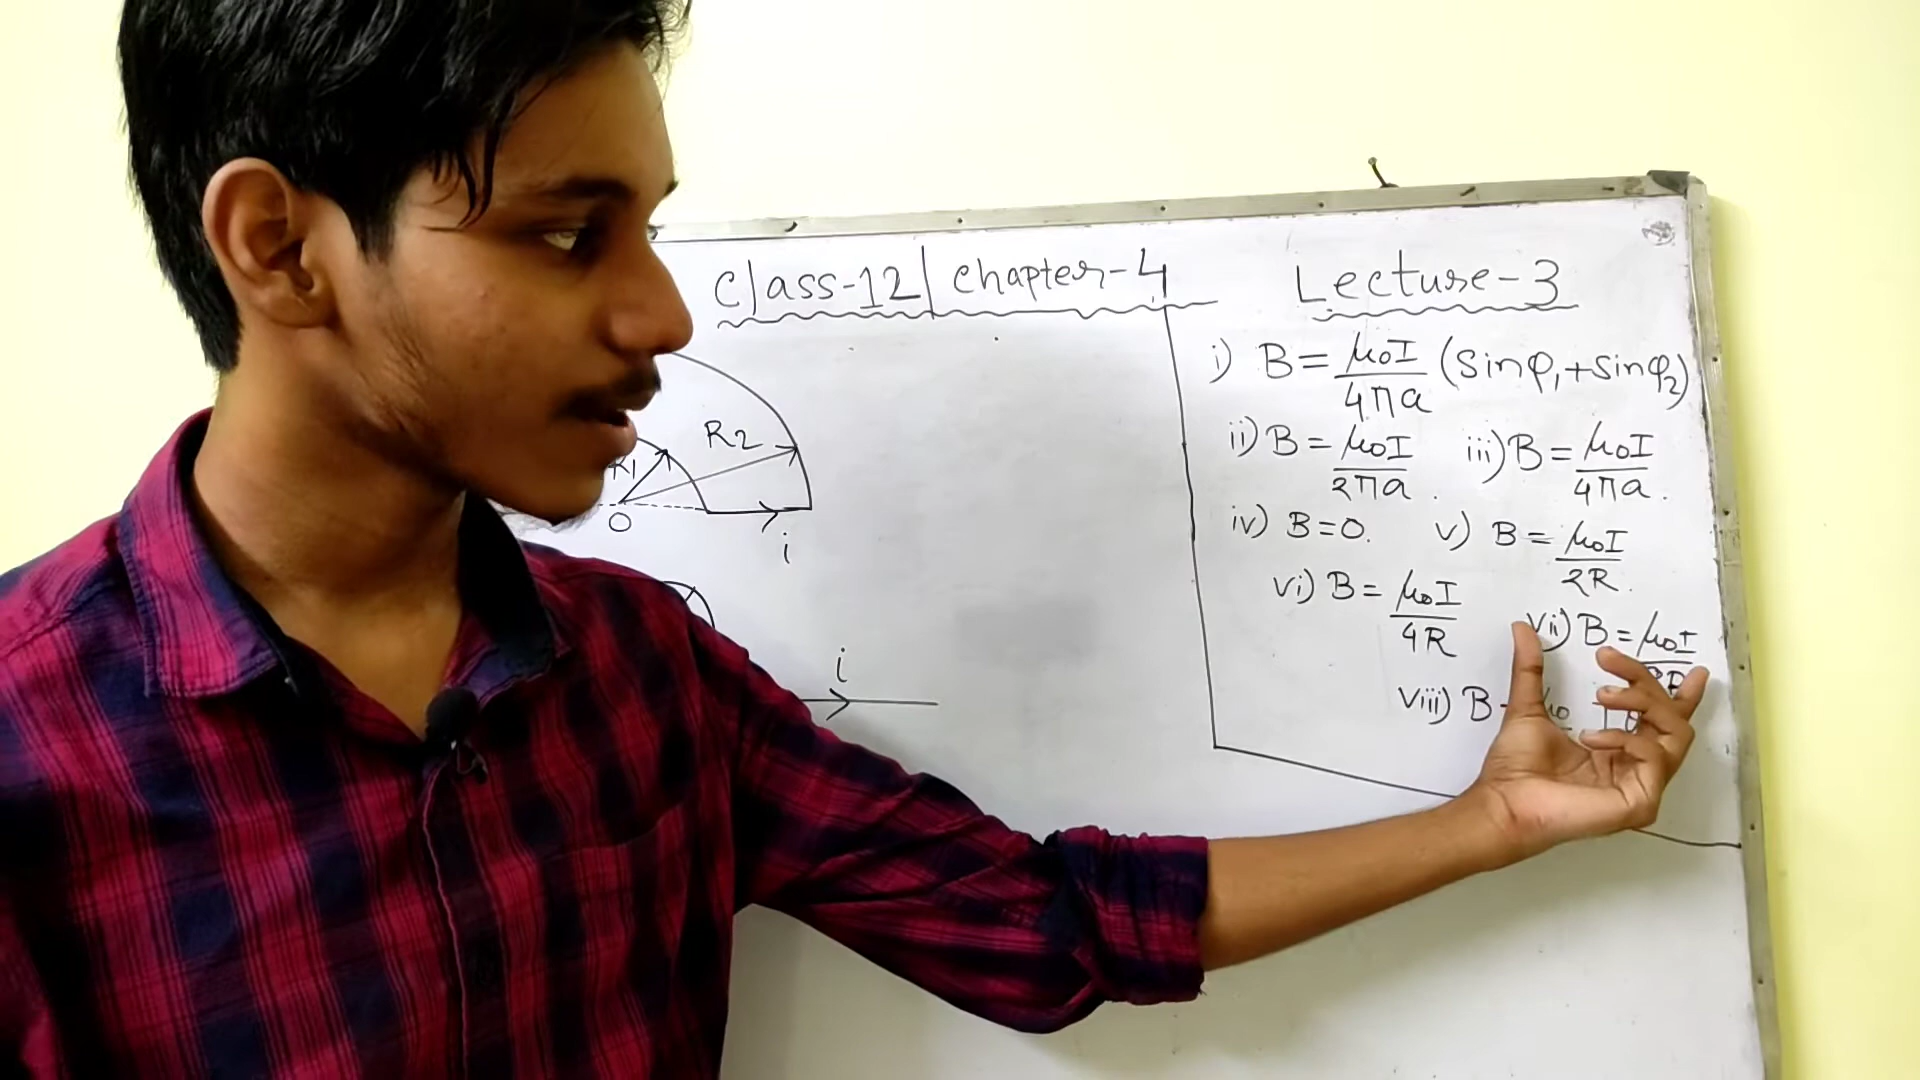 Class-12 | Chapter-4
Lecture-3
R2
R1
O
i
i
i) B = μ₀I / 4πa (Sinφ₁ + Sinφ₂)
ii) B = μ₀I / 2πa . iii) B = μ₀I / 4πa .
iv) B = 0. v) B = μ₀I / 2R .
vi) B = μ₀I / 4R
vii) B = μ₀I
viii) B